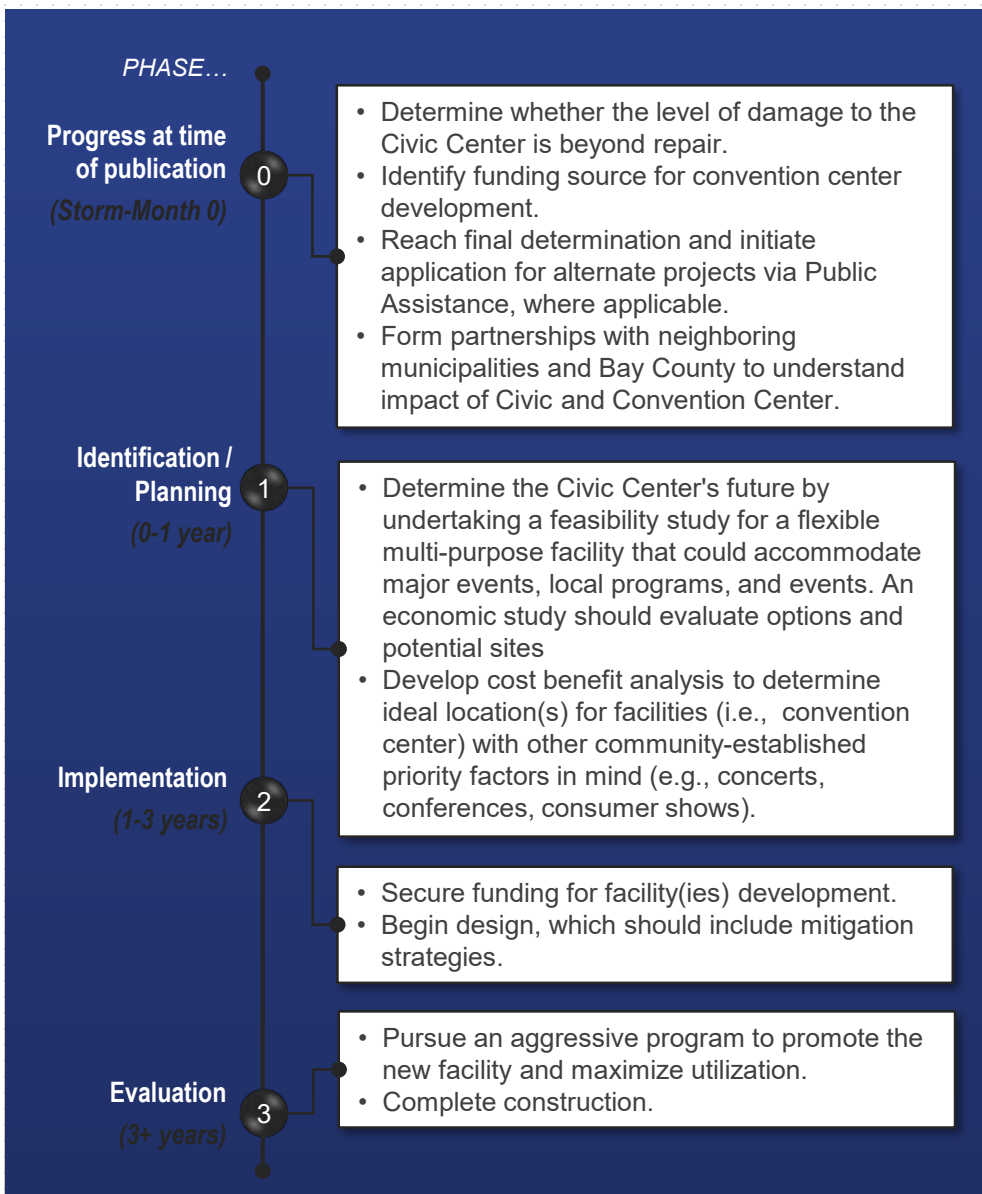 PHASE…
Progress at time
of publication
(Storm-Month 0)
0
• Determine whether the level of damage to the
Civic Center is beyond repair.
• Identify funding source for convention center
development.
• Reach final determination and initiate
application for alternate projects via Public
Assistance, where applicable.
• Form partnerships with neighboring
municipalities and Bay County to understand
impact of Civic and Convention Center.
Identification /
Planning
(0-1 year)
1
• Determine the Civic Center's future by
undertaking a feasibility study for a flexible
multi-purpose facility that could accommodate
major events, local programs, and events. An
economic study should evaluate options and
potential sites
• Develop cost benefit analysis to determine
ideal location(s) for facilities (i.e., convention
center) with other community-established
priority factors in mind (e.g., concerts,
conferences, consumer shows).
Implementation
(1-3 years)
2
• Secure funding for facility(ies) development.
• Begin design, which should include mitigation
strategies.
Evaluation
(3+ years)
3
• Pursue an aggressive program to promote the
new facility and maximize utilization.
• Complete construction.